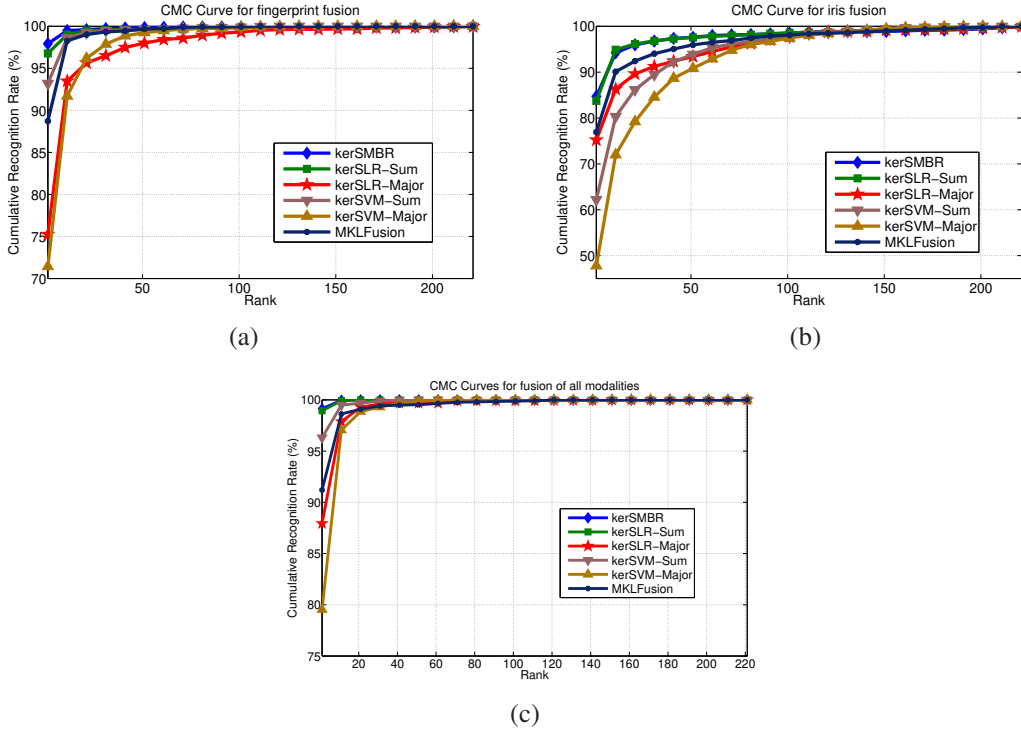 CMC Curve for fingerprint fusion
Cumulative Recognition Rate (%)
100
95
90
85
80
75
70
kerSMBR
kerSLR−Sum
kerSLR−Major
kerSVM−Sum
kerSVM−Major
MKLFusion
50 100 150 200
Rank
(a)
CMC Curve for iris fusion
Cumulative Recognition Rate (%)
100
90
80
70
60
50
kerSMBR
kerSLR−Sum
kerSLR−Major
kerSVM−Sum
kerSVM−Major
MKLFusion
50 100 150 200
Rank
(b)
CMC Curves for fusion of all modalities
Cumulative Recognition Rate (%)
100
95
90
85
80
75
kerSMBR
kerSLR−Sum
kerSLR−Major
kerSVM−Sum
kerSVM−Major
MKLFusion
20 40 60 80 100 120 140 160 180 200 220
Rank
(c)